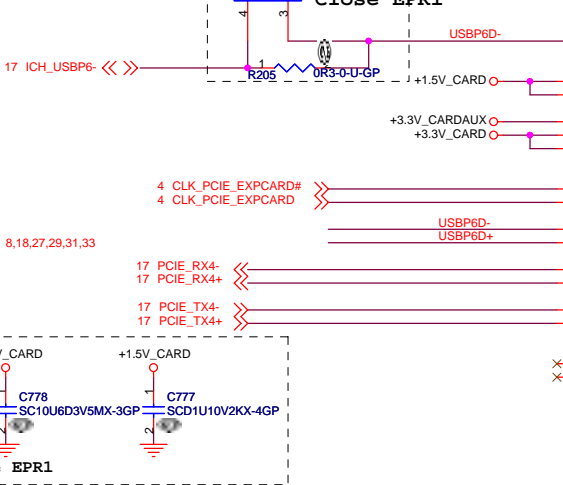 Close EPR1
4
3
USBP6D-
17 ICH_USBP6-
1
R205
0R3-0-U-GP
+1.5V_CARD
+3.3V_CARDAUX
+3.3V_CARD
4 CLK_PCIE_EXPCARD#
4 CLK_PCIE_EXPCARD
USBP6D-
USBP6D+
8,18,27,29,31,33
17 PCIE_RX4-
17 PCIE_RX4+
17 PCIE_TX4-
17 PCIE_TX4+
V_CARD
+1.5V_CARD
1
1
C778
SC10U6D3V5MX-3GP
C777
SCD1U10V2KX-4GP
2
2
EPR1